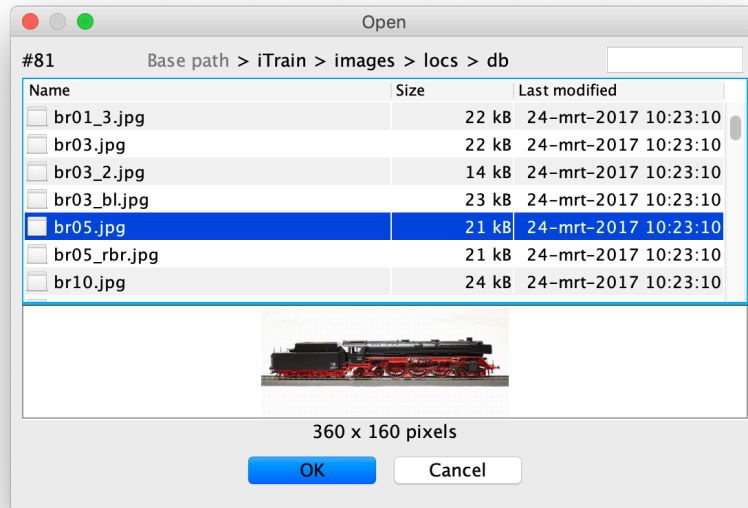 Open
#81 Base path > iTrain > images > locs > db
Name Size Last modified
br01_3.jpg 22 kB 24-mrt-2017 10:23:10
br03.jpg 22 kB 24-mrt-2017 10:23:10
br03_2.jpg 14 kB 24-mrt-2017 10:23:10
br03_bl.jpg 23 kB 24-mrt-2017 10:23:10
br05.jpg 21 kB 24-mrt-2017 10:23:10
br05_rbr.jpg 21 kB 24-mrt-2017 10:23:10
br10.jpg 24 kB 24-mrt-2017 10:23:10
360 x 160 pixels
OK Cancel